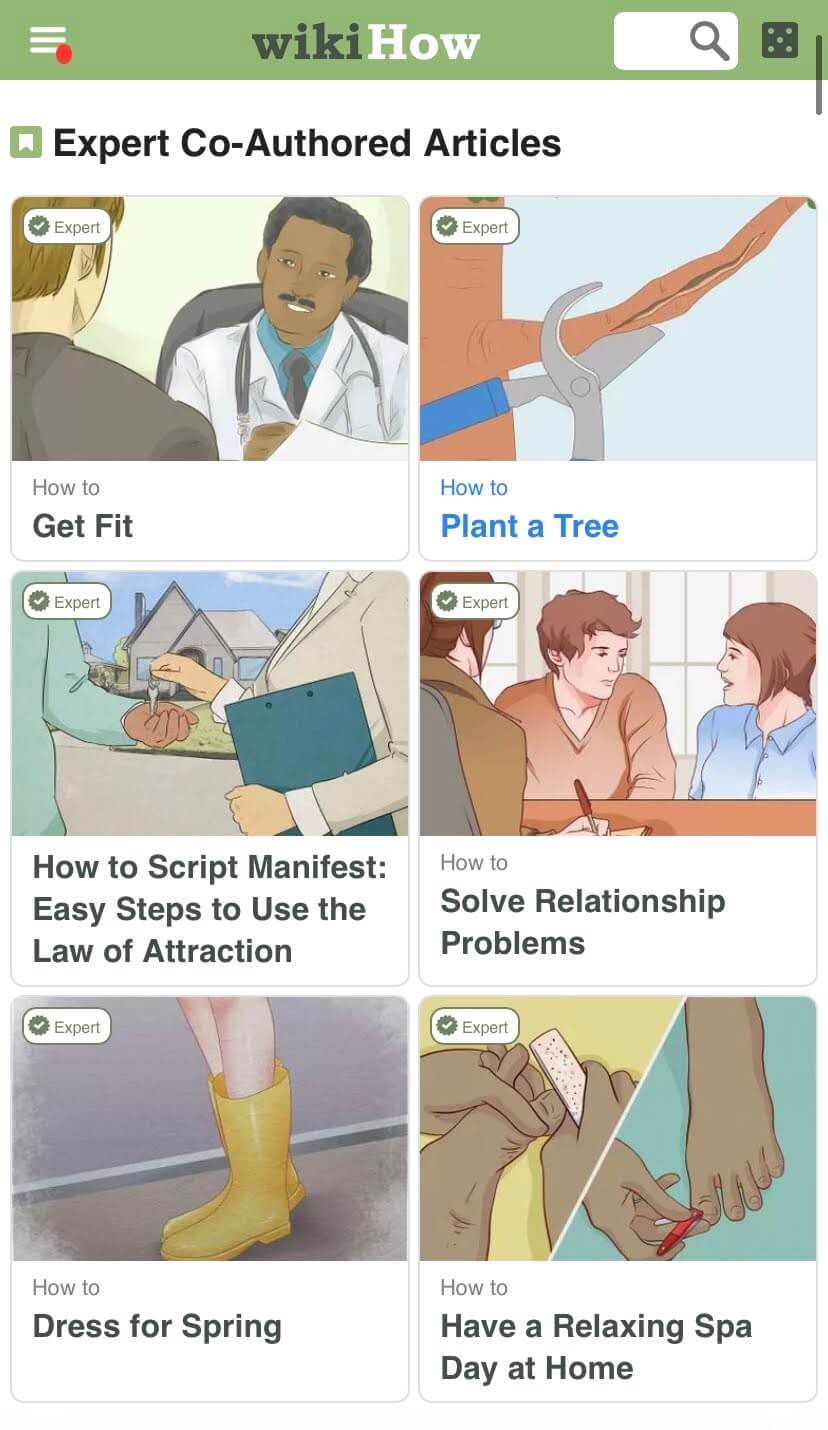 wikiHow
Expert Co-Authored Articles
Expert
How to
Get Fit
Expert
How to
Plant a Tree
Expert
How to Script Manifest:
Easy Steps to Use the
Law of Attraction
Expert
How to
Solve Relationship
Problems
Expert
How to
Dress for Spring
Expert
How to
Have a Relaxing Spa
Day at Home